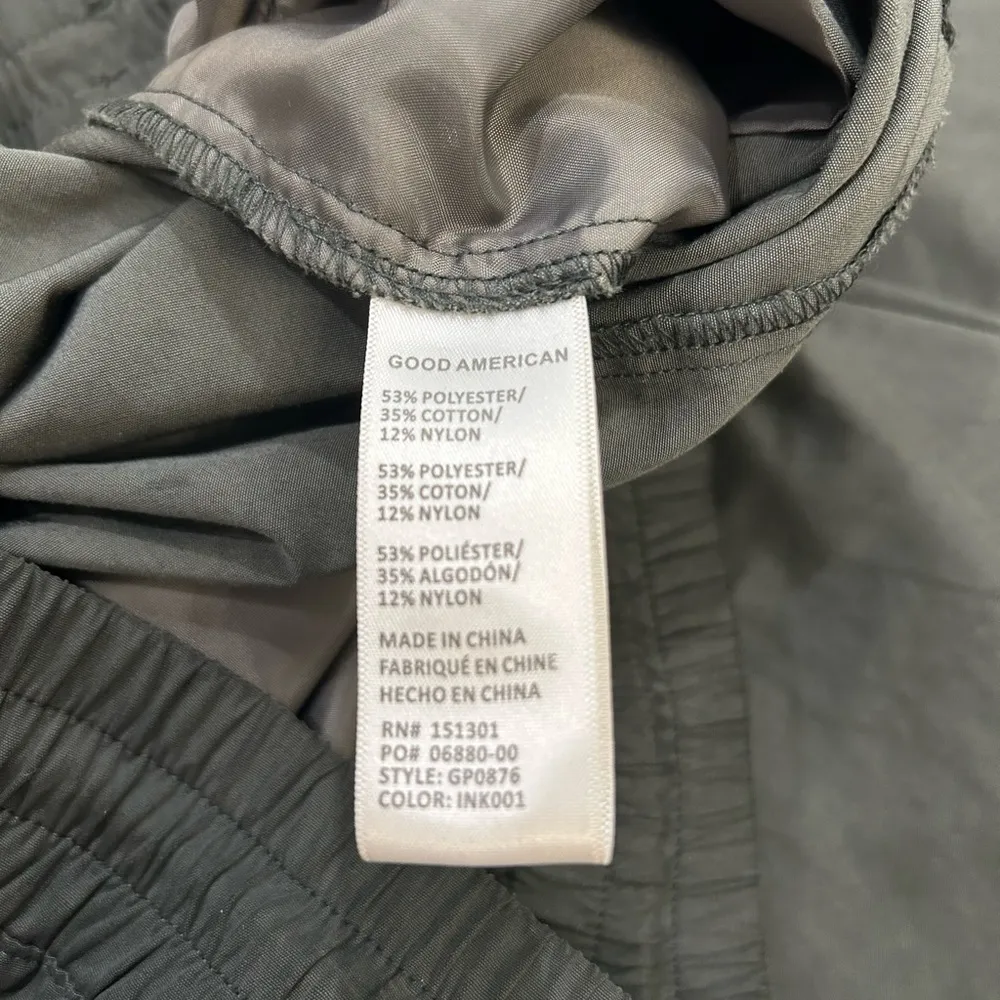 GOOD AMERICAN
53% POLYESTER/
35% COTTON/
12% NYLON
53% POLYESTER/
35% COTON/
12% NYLON
53% POLIÉSTER/
35% ALGODÓN/
12% NYLON
MADE IN CHINA
FABRIQUÉ EN CHINE
HECHO EN CHINA
RN# 151301
PO# 06880-00
STYLE: GP0876
COLOR: INK001